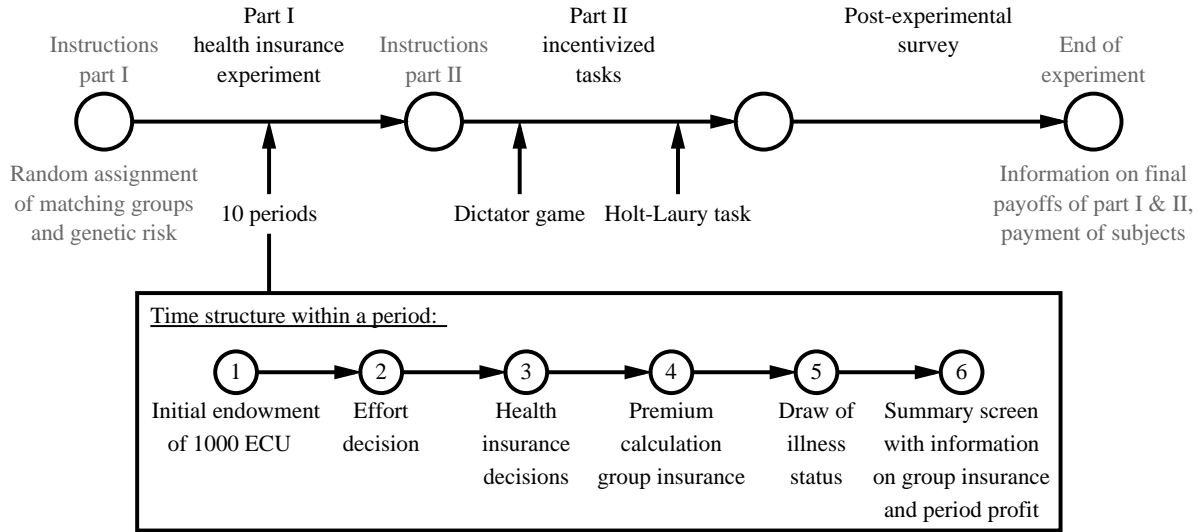 Instructions
part I
Part I
health insurance
experiment
Instructions
part II
Part II
incentivized
tasks
Post-experimental
survey
End of
experiment
Random assignment
of matching groups
and genetic risk
10 periods
Dictator game
Holt-Laury task
Information on final
payoffs of part I & II,
payment of subjects
Time structure within a period:
1
2
3
4
5
6
Initial endowment
of 1000 ECU
Effort
decision
Health
insurance
decisions
Premium
calculation
group insurance
Draw of
illness
status
Summary screen
with information
on group insurance
and period profit